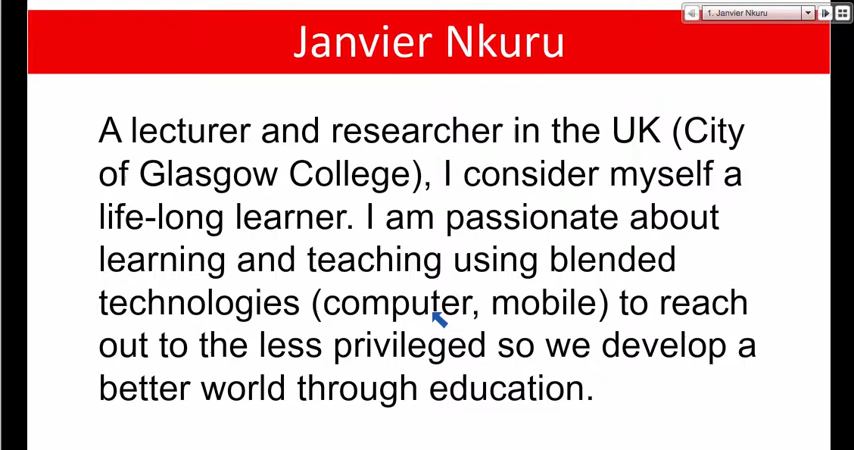 1. Janvier Nkuru
Janvier Nkuru
A lecturer and researcher in the UK (City
of Glasgow College), I consider myself a
life-long learner. I am passionate about
learning and teaching using blended
technologies (computer, mobile) to reach
out to the less privileged so we develop a
better world through education.